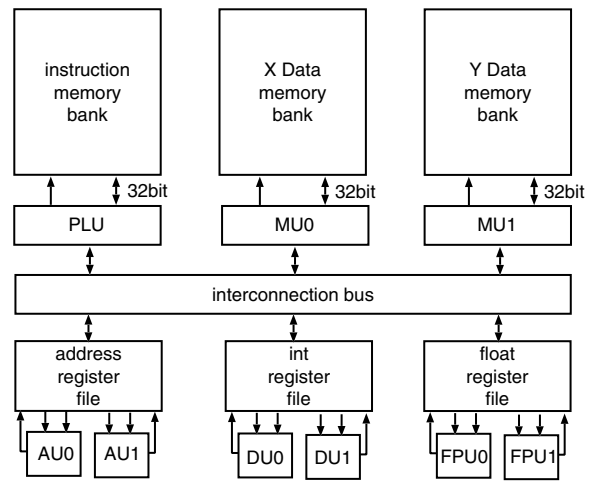 instruction
memory
bank
X Data
memory
bank
Y Data
memory
bank
32bit
32bit
32bit
PLU
MU0
MU1
interconnection bus
address
register
file
int
register
file
float
register
file
AU0
AU1
DU0
DU1
FPU0
FPU1